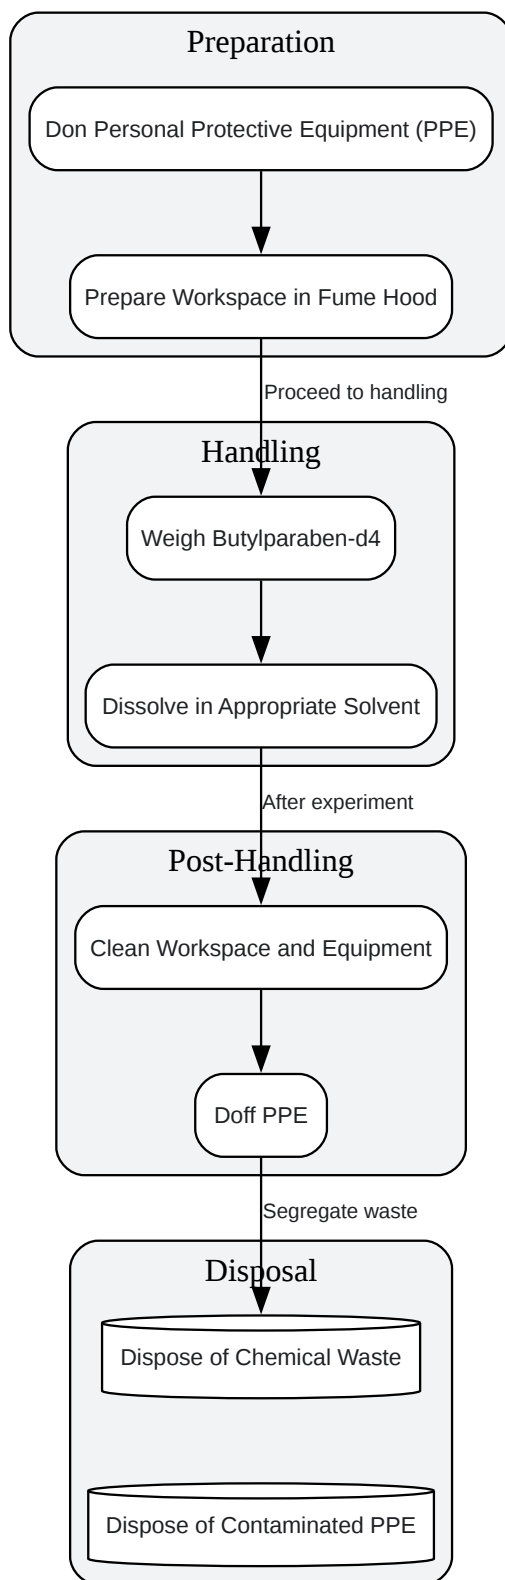 Preparation
Don Personal Protective Equipment (PPE)
Prepare Workspace in Fume Hood
Proceed to handling
Handling
Weigh Butylparaben-d4
Dissolve in Appropriate Solvent
After experiment
Post-Handling
Clean Workspace and Equipment
Doff PPE
Segregate waste
Disposal
Dispose of Chemical Waste
Dispose of Contaminated PPE